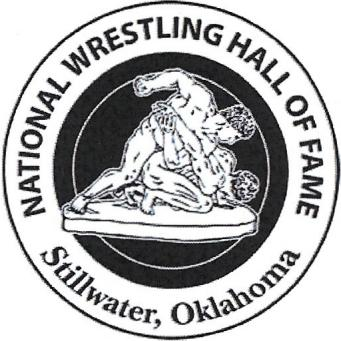 NATIONAL WRESTLING HALL OF FAME
Stillwater, Oklahoma